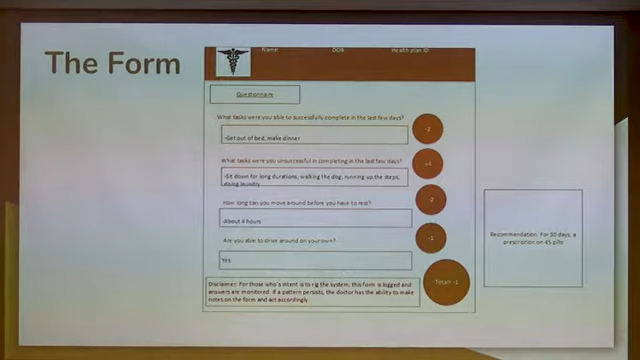 The Form
Name
DOB
Health plan ID
Questionnaire
What tasks were you able to successfully complete in the last few days?
-Get out of bed, make dinner
-2
What tasks were you unsuccessful in completing in the last few days?
-Sit down for long durations, walking the dog, running up the steps,
doing laundry
+4
How long can you move around before you have to rest?
-About 4 hours
-2
Are you able to drive around on your own?
Yes
-1
Disclaimer: For those who's intent is to rig the system, this form is logged and
answers are monitored. If a pattern persists, the doctor has the ability to make
notes on the form and act accordingly
Total: -1
Recommendation: For 30 days, a
prescription on 45 pills